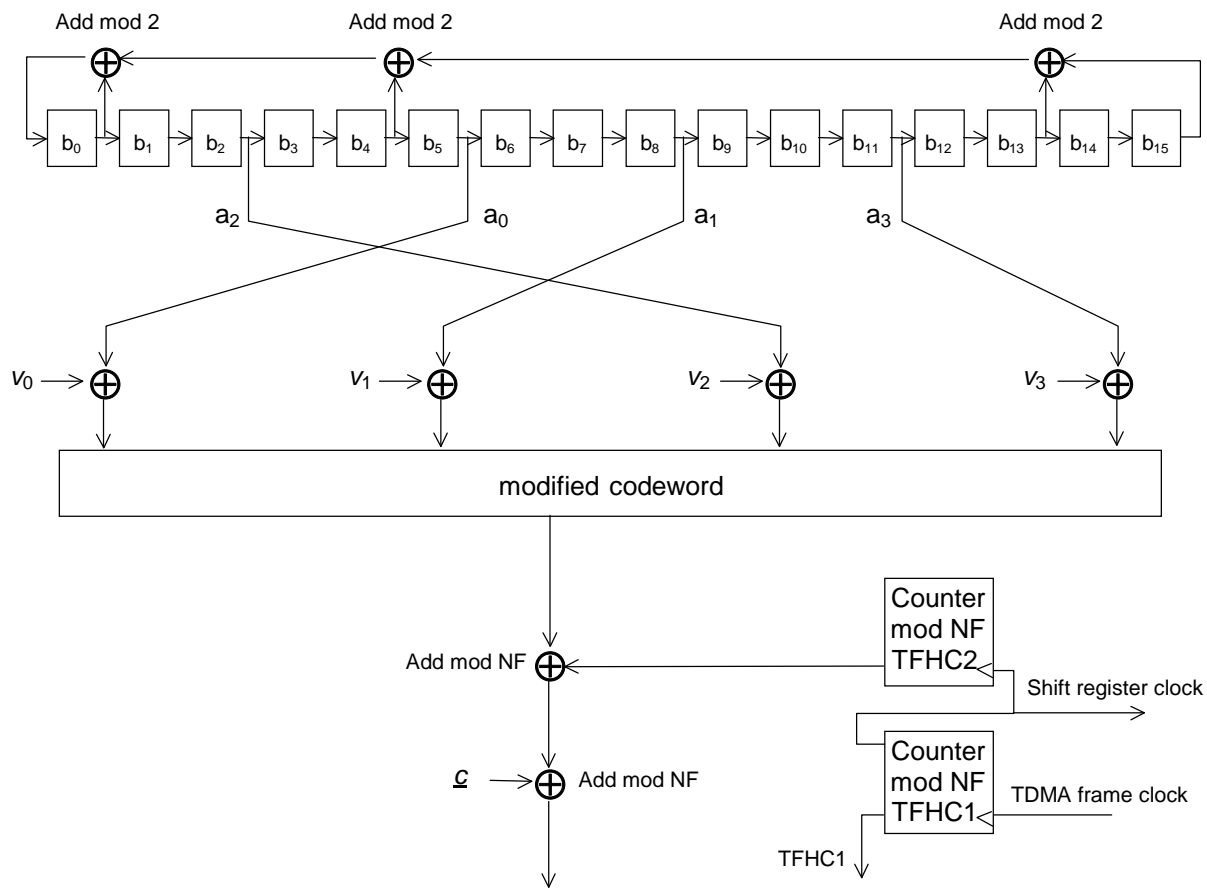 Add mod 2
Add mod 2
Add mod 2
b0
b1
b2
b3
b4
b5
b6
b7
b8
b9
b10
b11
b12
b13
b14
b15
a2
a0
a1
a3
v0
v1
v2
v3
modified codeword
Counter
mod NF
TFHC2
Add mod NF
Shift register clock
Counter
mod NF
TFHC1
c
Add mod NF
TDMA frame clock
TFHC1